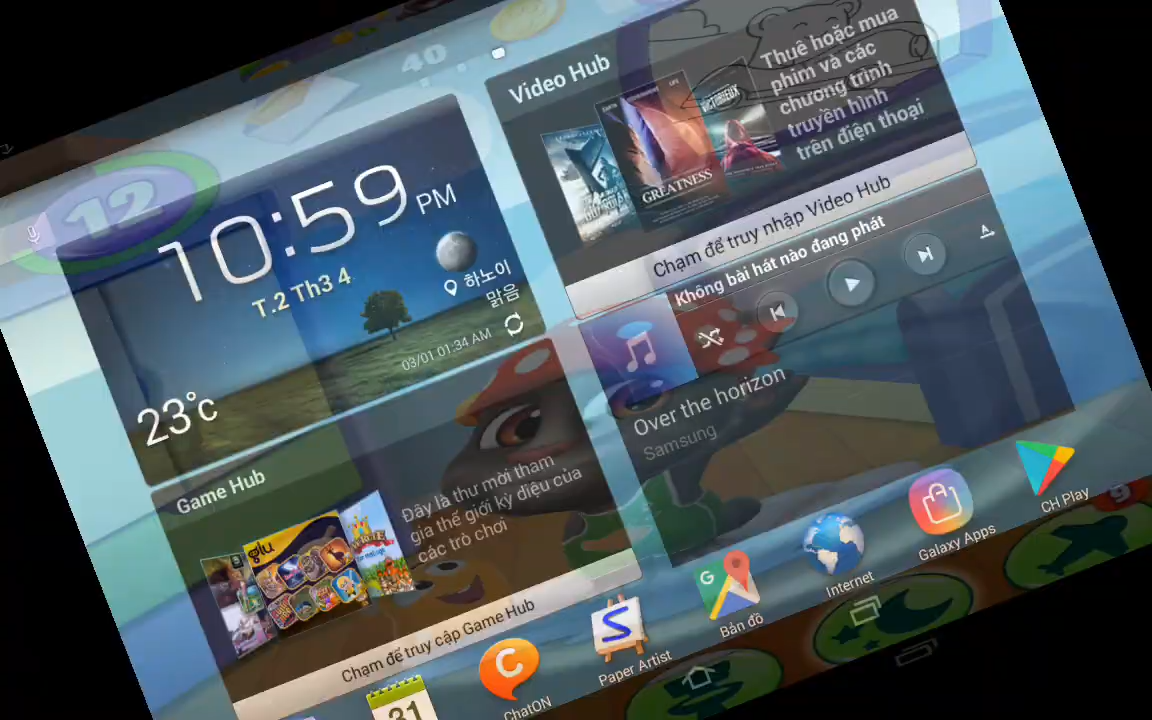 40
12
10:59 PM
T.2 Th3 4
하노이
맑음
03/01 01:34 AM
23°c
Video Hub
Thuê hoặc mua
phim và các
chương trình
truyền hình
trên điện thoại
GREATNESS
Chạm để truy nhập Video Hub
Không bài hát nào đang phát
Over the horizon
Samsung
Game Hub
glu
Đây là thư mời tham
gia thế giới kỳ diệu của
các trò chơi
Chạm để truy cập Game Hub
31
ChatON
Paper Artist
Bản đồ
Internet
Galaxy Apps
CH Play
9